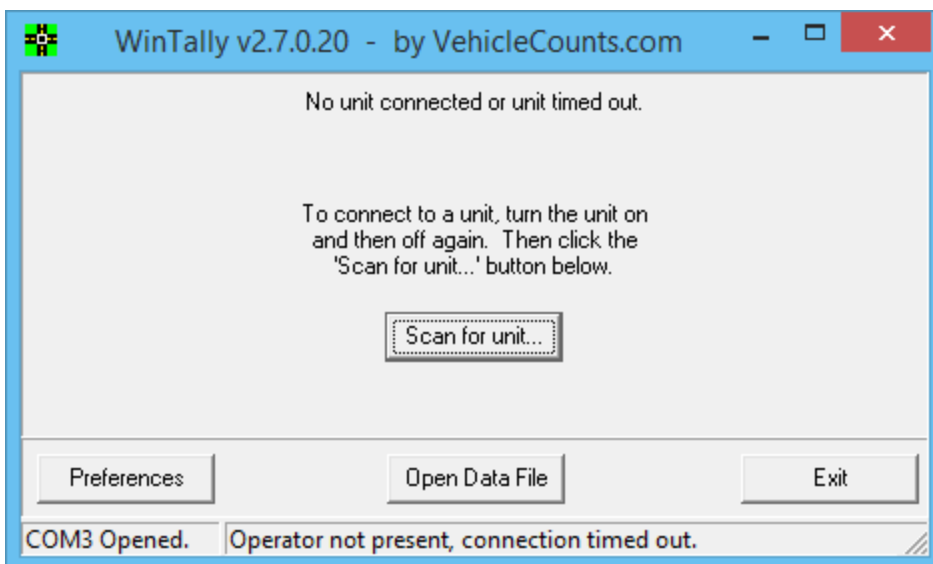 WinTally v2.7.0.20 - by VehicleCounts.com
No unit connected or unit timed out.
To connect to a unit, turn the unit on
and then off again. Then click the
'Scan for unit...' button below.
Scan for unit...
Preferences
Open Data File
Exit
COM3 Opened.
Operator not present, connection timed out.